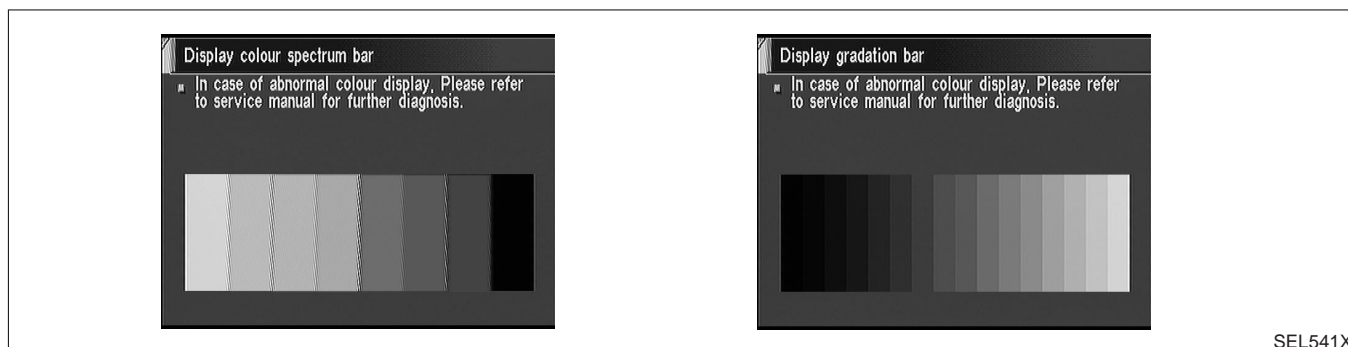 Display colour spectrum bar
In case of abnormal colour display, Please refer
to service manual for further diagnosis.
Display gradation bar
In case of abnormal colour display, Please refer
to service manual for further diagnosis.
SEL541X